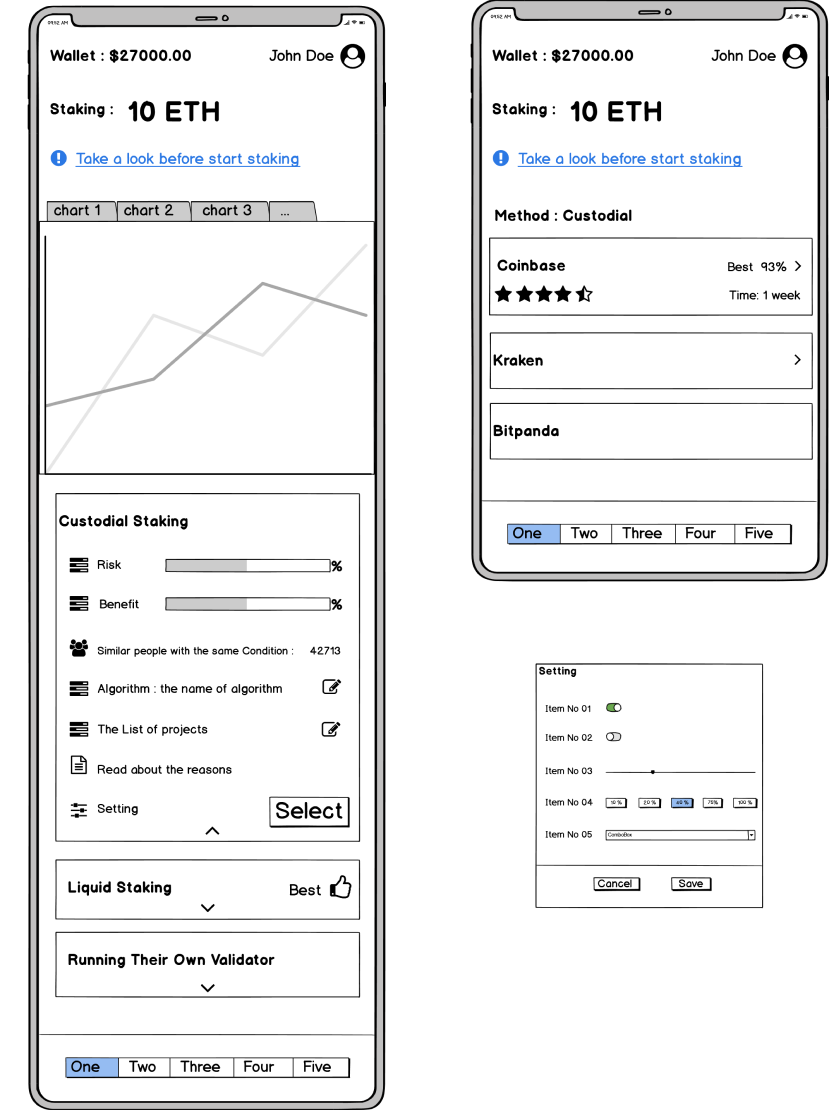 09:52 AM
Wallet : $27000.00
John Doe
Staking : 10 ETH
Take a look before start staking
chart 1 chart 2 chart 3 ...
Custodial Staking
Risk %
Benefit %
Similar people with the same Condition : 42713
Algorithm : the name of algorithm
The List of projects
Read about the reasons
Setting
Select
Liquid Staking
Best
Running Their Own Validator
One Two Three Four Five
09:52 AM
Wallet : $27000.00
John Doe
Staking : 10 ETH
Take a look before start staking
Method : Custodial
Coinbase
Best 93%
Time: 1 week
Kraken
Bitpanda
One Two Three Four Five
Setting
Item No 01
Item No 02
Item No 03
Item No 04 10 % 20 % 40 % 75% 100 %
Item No 05 ComboBox
Cancel Save